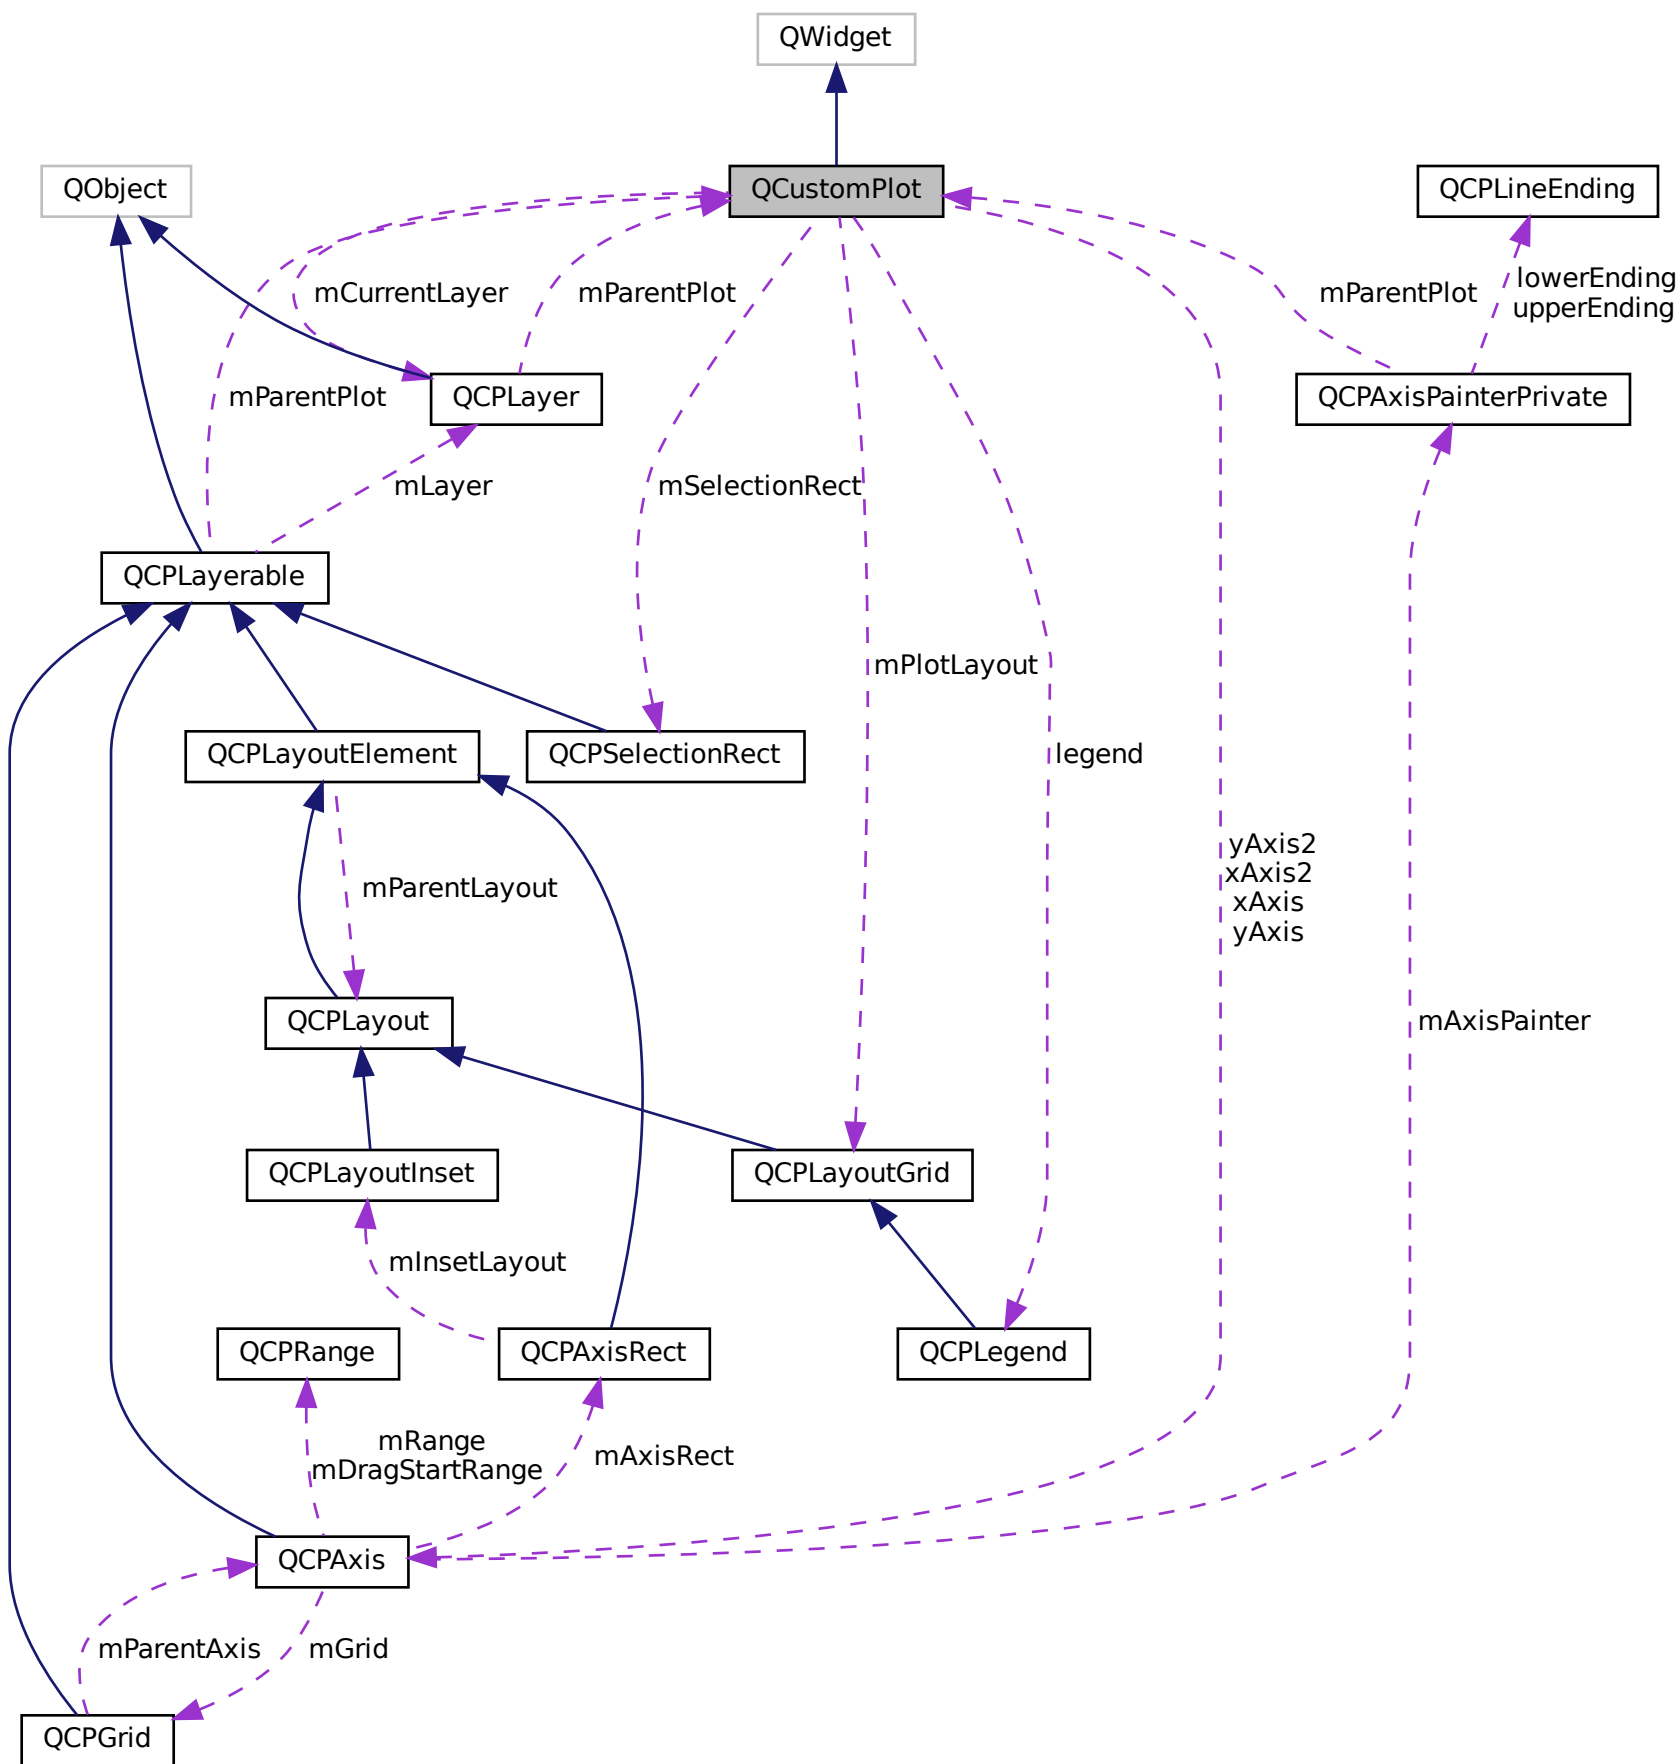 QWidget
QObject
QCustomPlot
QCPLineEnding
mCurrentLayer
mParentPlot
mParentPlot
lowerEnding
upperEnding
mParentPlot
QCPLayer
QCPAxisPainterPrivate
mLayer
mSelectionRect
QCPLayerable
mPlotLayout
QCPLayoutElement
QCPSelectionRect
legend
yAxis2
xAxis2
xAxis
yAxis
mParentLayout
QCPLayout
mAxisPainter
QCPLayoutInset
QCPLayoutGrid
mInsetLayout
QCPRange
QCPAxisRect
QCPLegend
mRange
mDragStartRange
mAxisRect
QCPAxis
mParentAxis
mGrid
QCPGrid